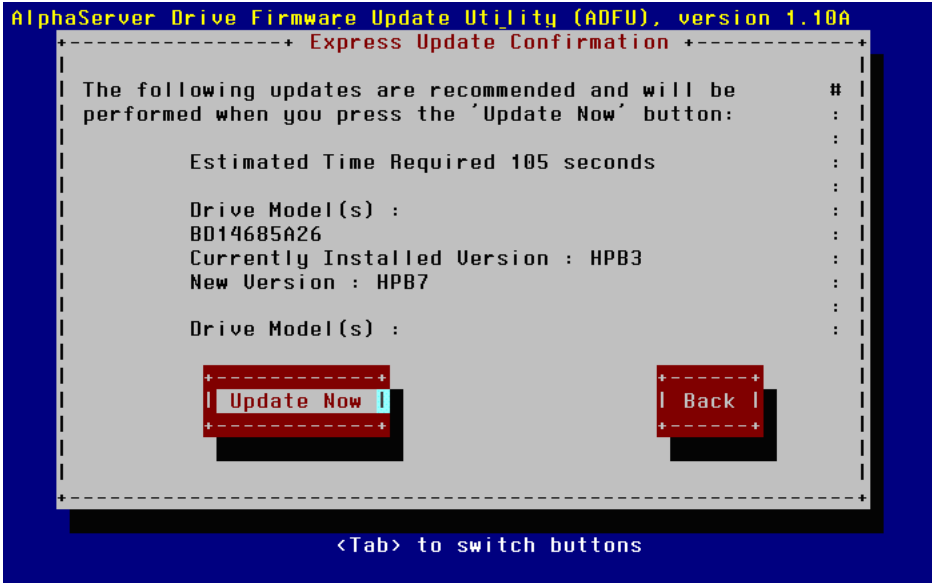 AlphaServer Drive Firmware Update Utility (ADFU), version 1.10A
Express Update Confirmation
The following updates are recommended and will be
performed when you press the 'Update Now' button:
Estimated Time Required 105 seconds
Drive Model(s) :
BD14685A26
Currently Installed Version : HPB3
New Version : HPB7
Drive Model(s) :
Update Now
Back
<Tab> to switch buttons